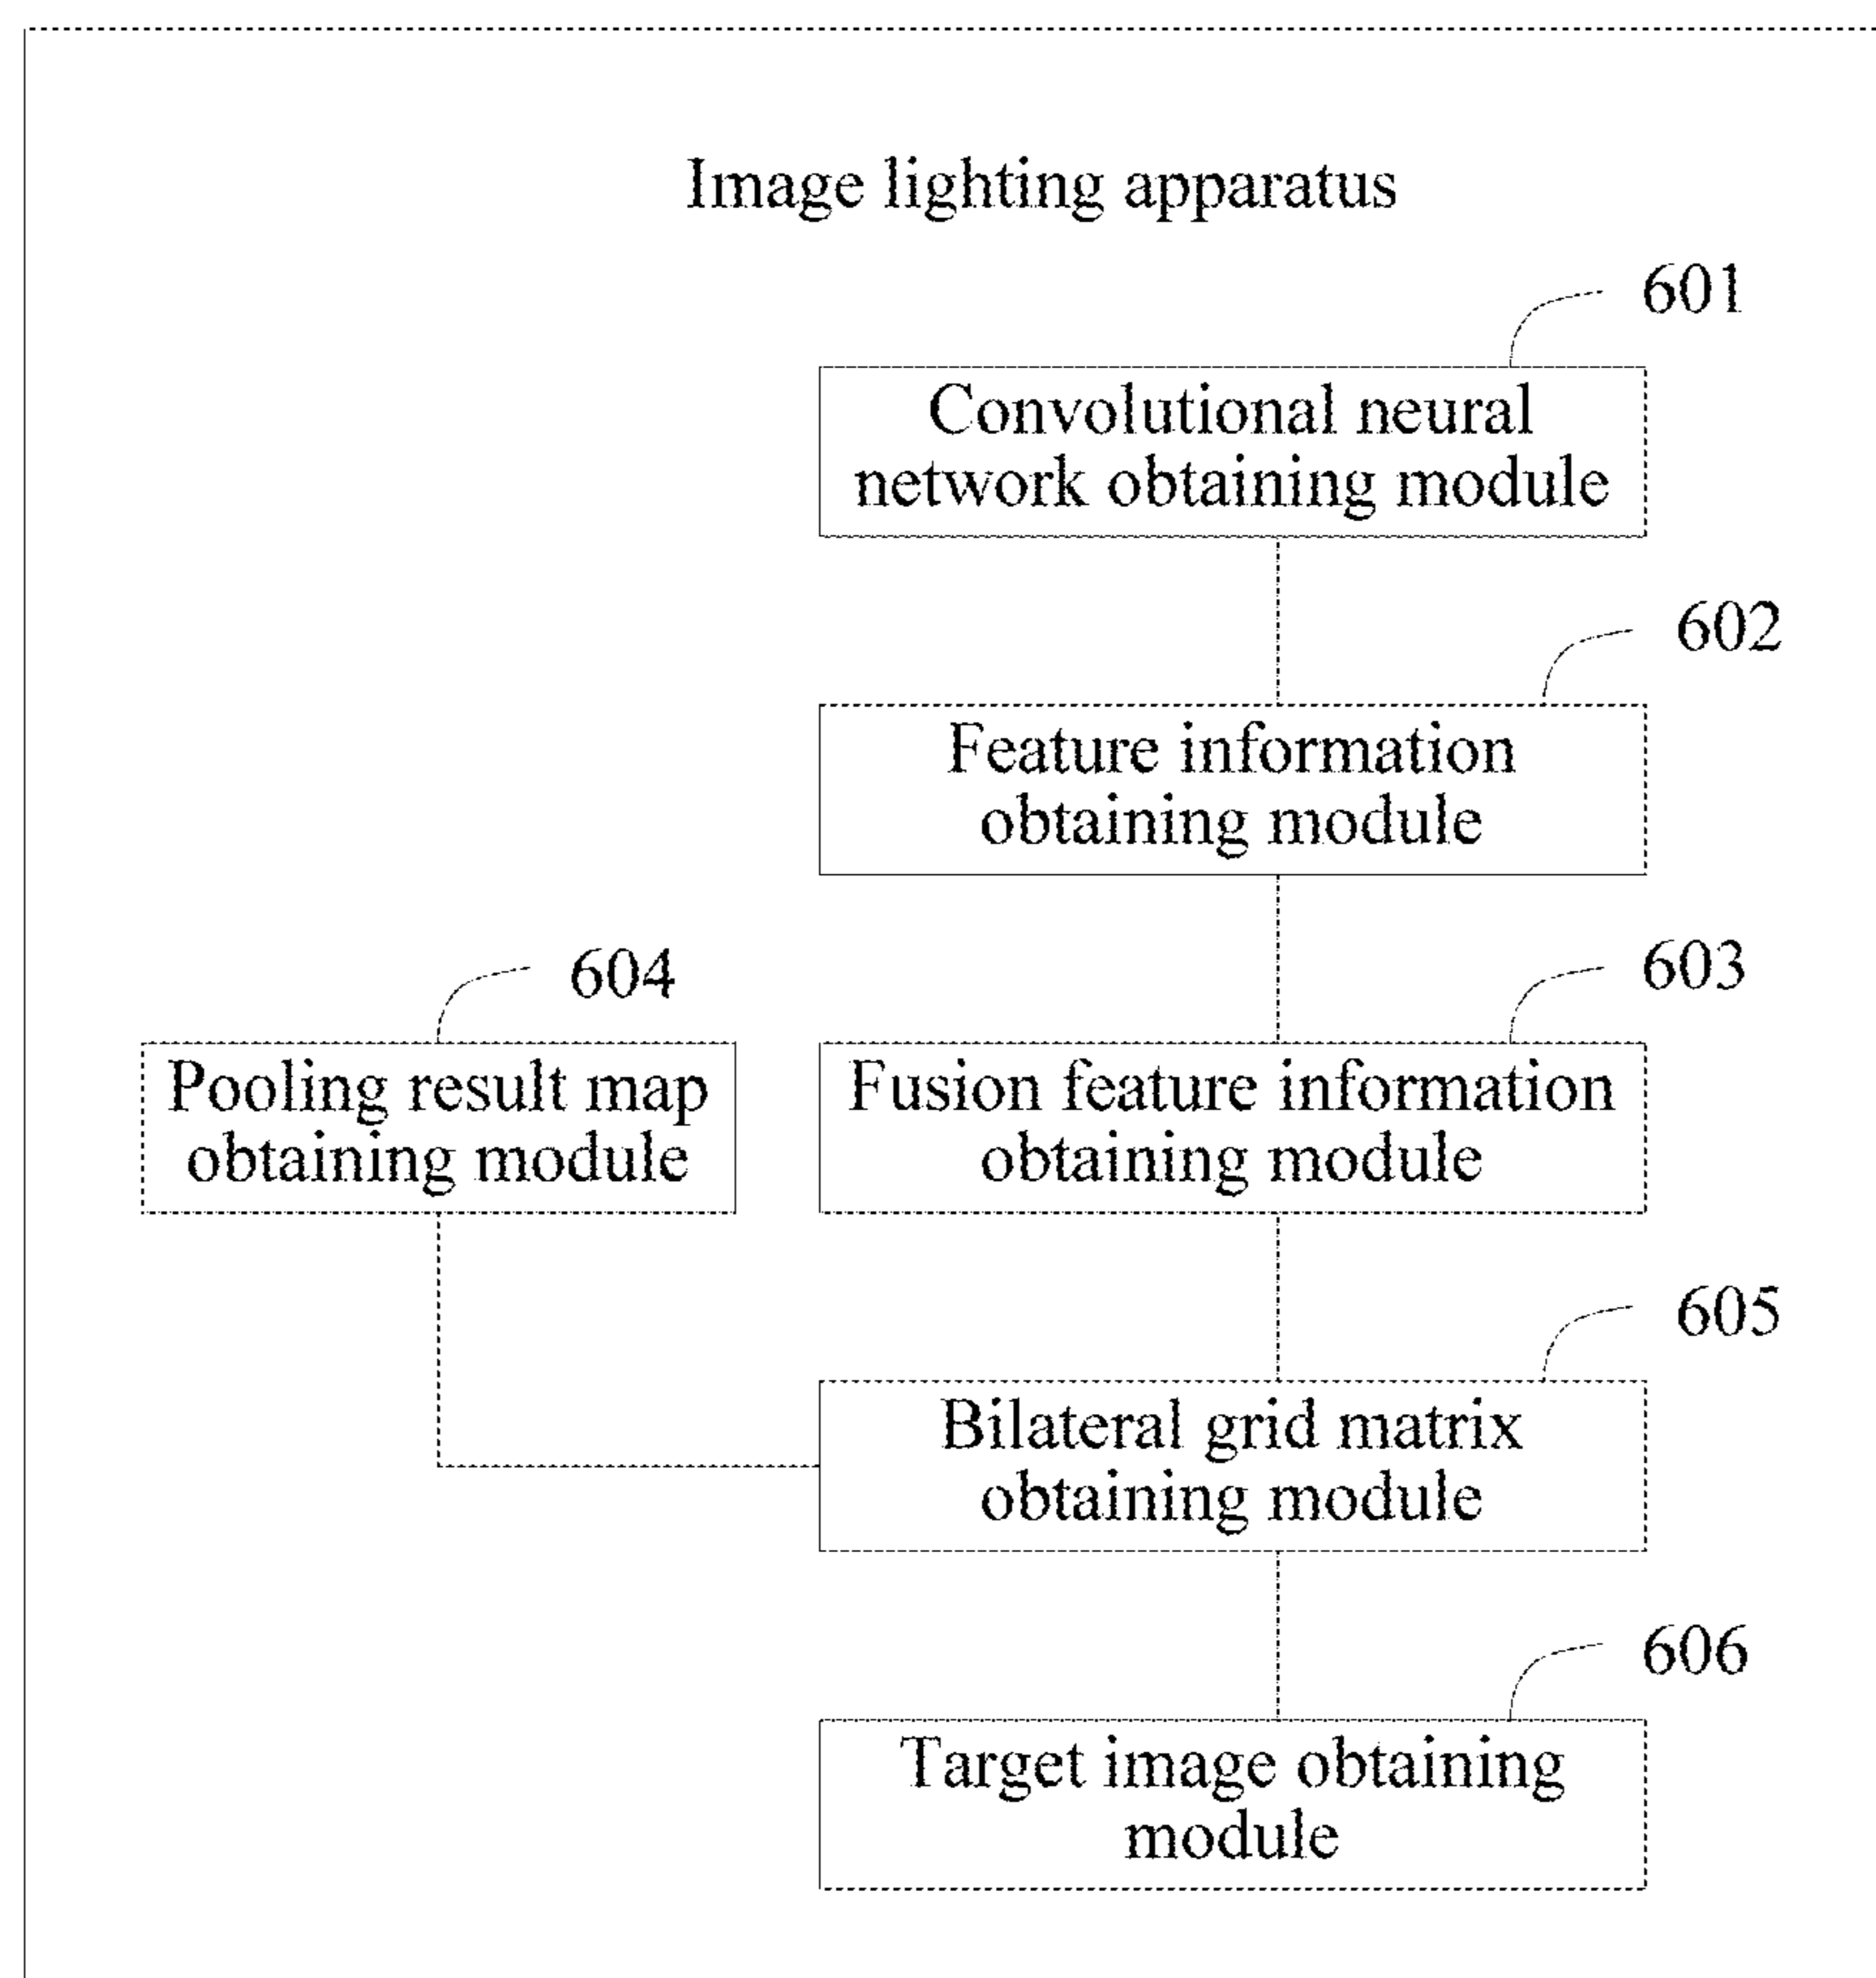 Image lighting apparatus
601
Convolutional neural
network obtaining module
602
Feature information
obtaining module
604
603
Pooling result map
obtaining module
Fusion feature information
obtaining module
605
Bilateral grid matrix
obtaining module
606
Target image obtaining
module